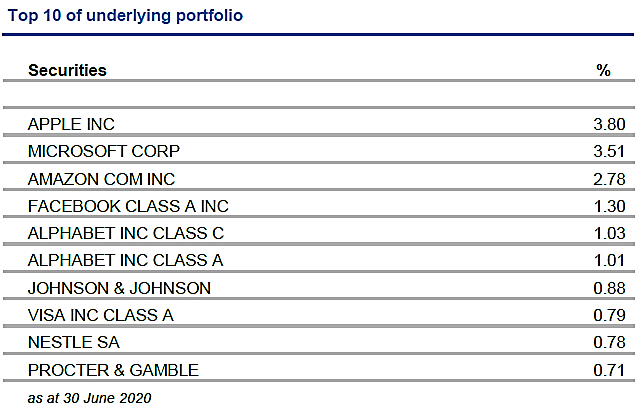 Top 10 of underlying portfolio
Securities %
APPLE INC 3.80
MICROSOFT CORP 3.51
AMAZON COM INC 2.78
FACEBOOK CLASS A INC 1.30
ALPHABET INC CLASS C 1.03
ALPHABET INC CLASS A 1.01
JOHNSON & JOHNSON 0.88
VISA INC CLASS A 0.79
NESTLE SA 0.78
PROCTER & GAMBLE 0.71
as at 30 June 2020